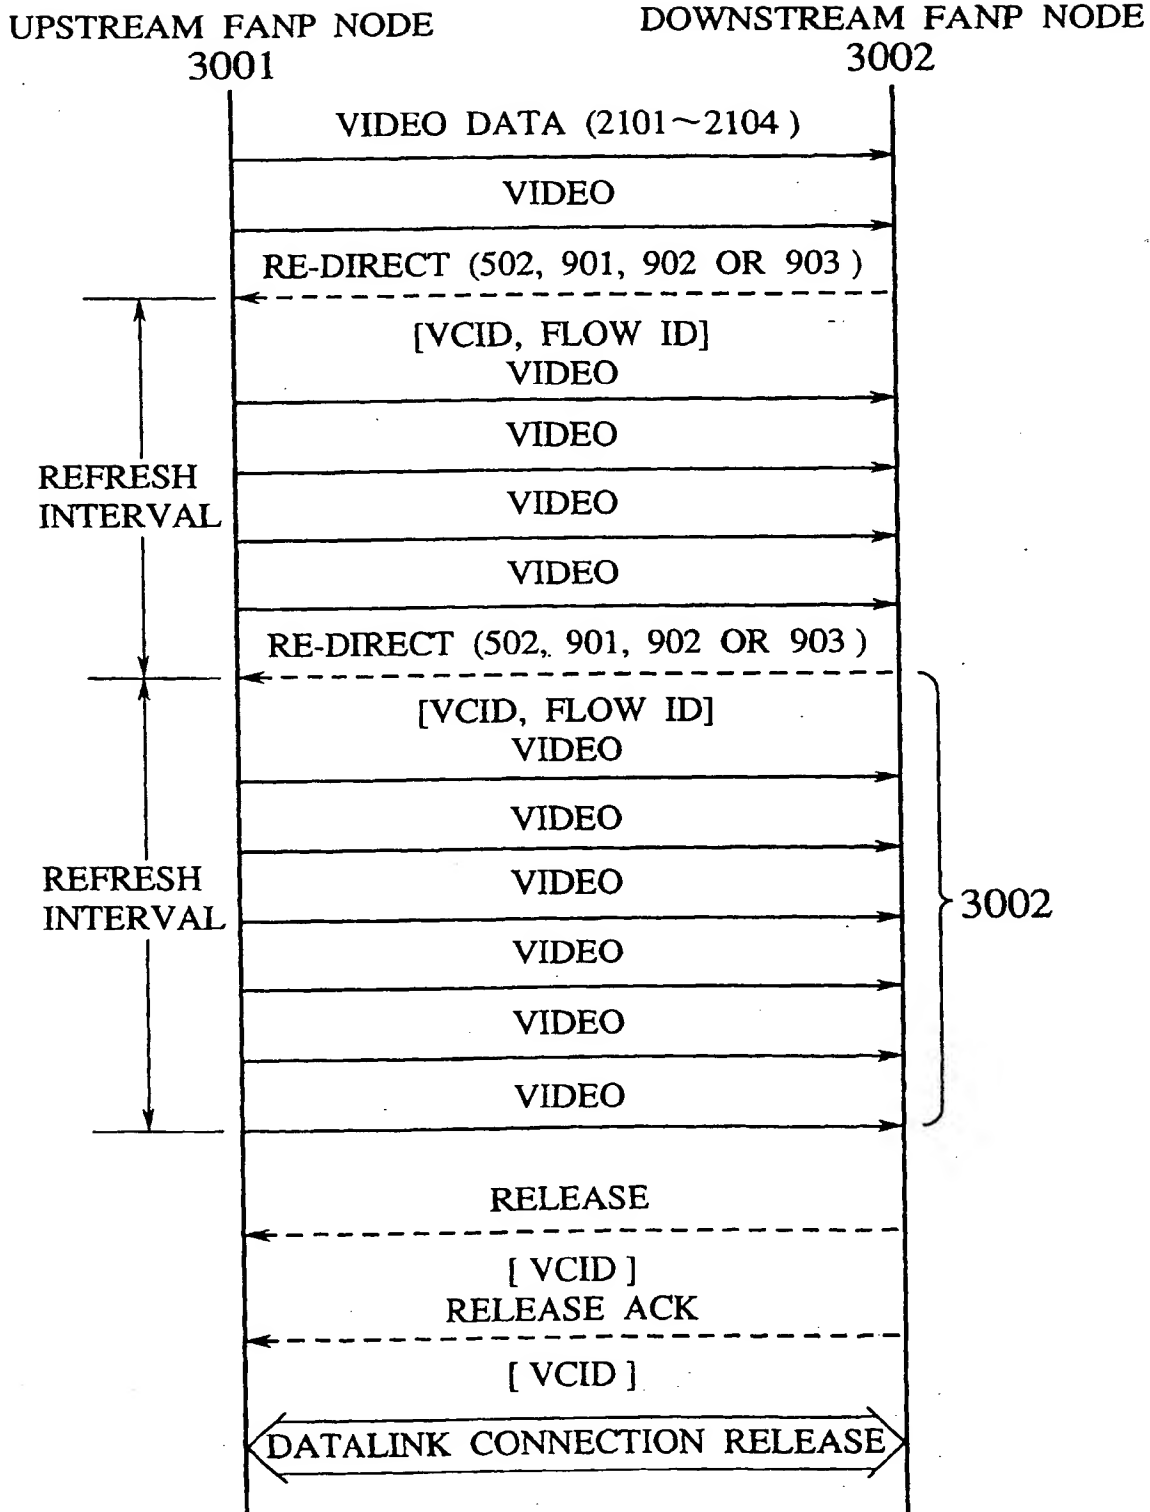 UPSTREAM FANP NODE
3001
DOWNSTREAM FANP NODE
3002
VIDEO DATA (2101~2104)
VIDEO
RE-DIRECT (502, 901, 902 OR 903)
[VCID, FLOW ID]
VIDEO
VIDEO
REFRESH
INTERVAL
VIDEO
VIDEO
RE-DIRECT (502, 901, 902 OR 903)
[VCID, FLOW ID]
VIDEO
VIDEO
REFRESH
INTERVAL
VIDEO
3002
VIDEO
VIDEO
VIDEO
RELEASE
[VCID]
RELEASE ACK
[VCID]
DATALINK CONNECTION RELEASE